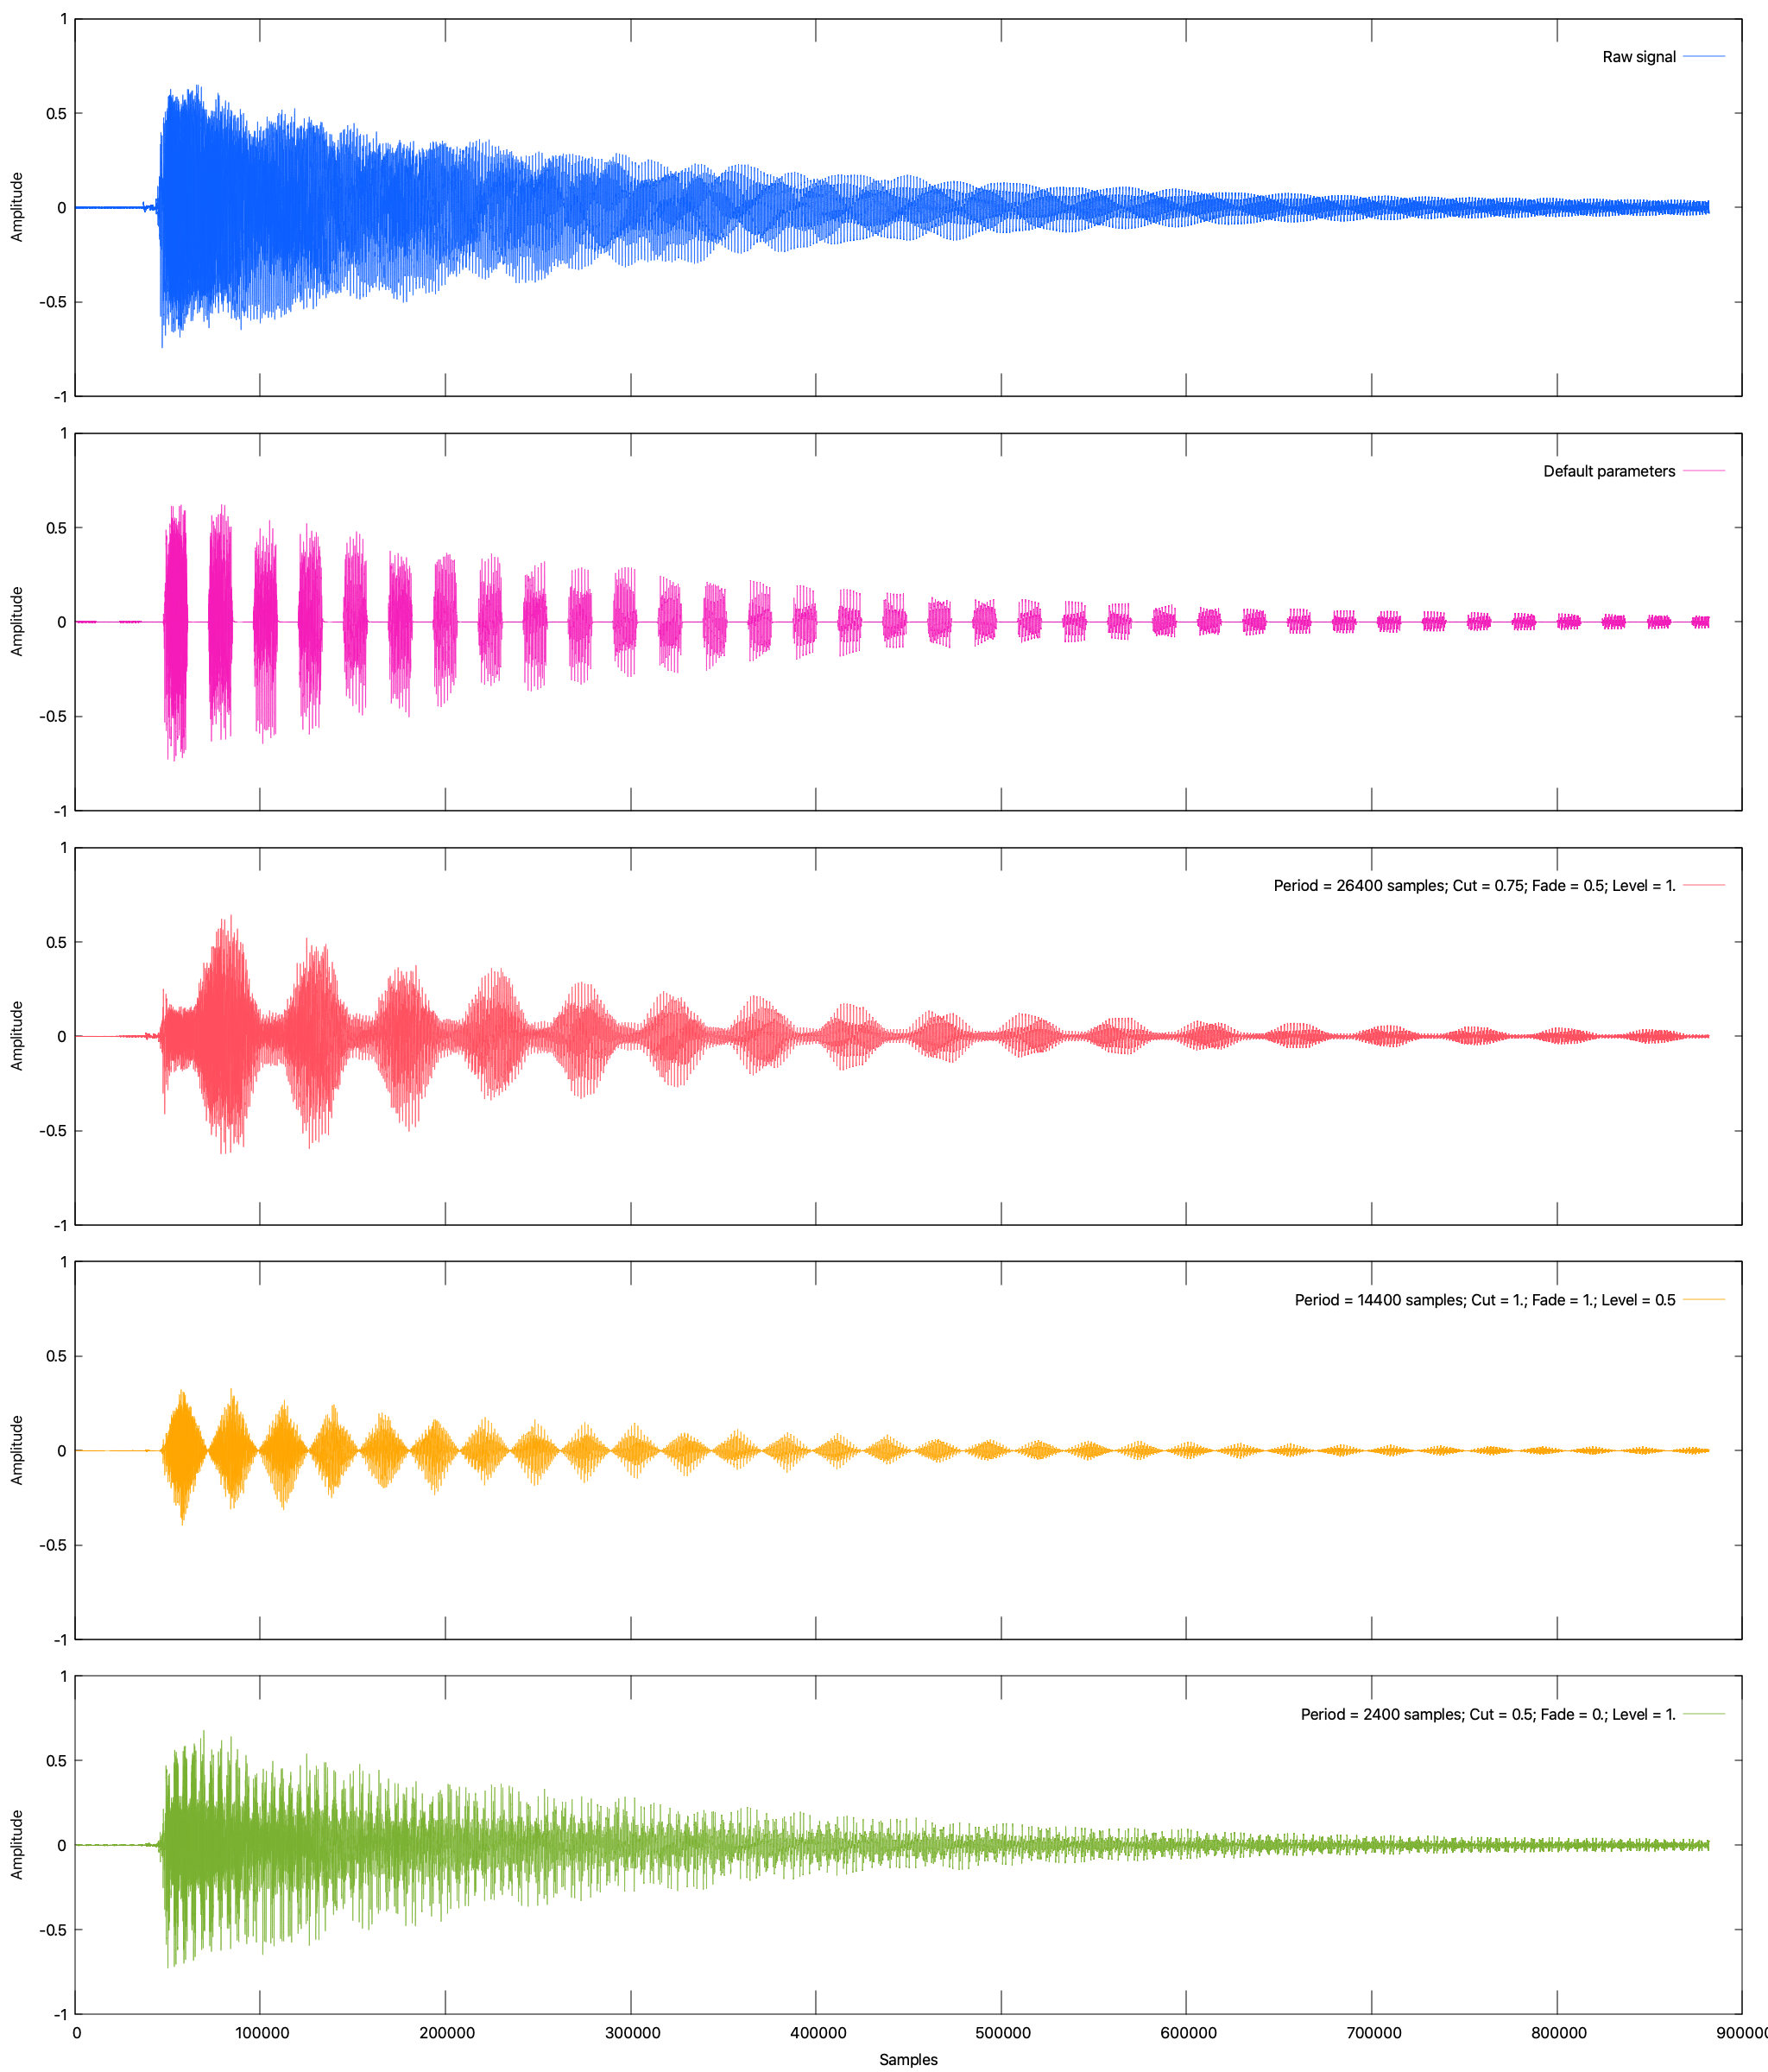 1
Raw signal
0.5
Amplitude
0
-0.5
-1
1
Default parameters
0.5
Amplitude
0
-0.5
-1
1
Period = 26400 samples; Cut = 0.75; Fade = 0.5; Level = 1.
0.5
Amplitude
0
-0.5
-1
1
Period = 14400 samples; Cut = 1.; Fade = 1.; Level = 0.5
0.5
Amplitude
0
-0.5
-1
1
Period = 2400 samples; Cut = 0.5; Fade = 0.; Level = 1.
0.5
Amplitude
0
-0.5
-1
0 100000 200000 300000 400000 500000 600000 700000 800000 900000
Samples